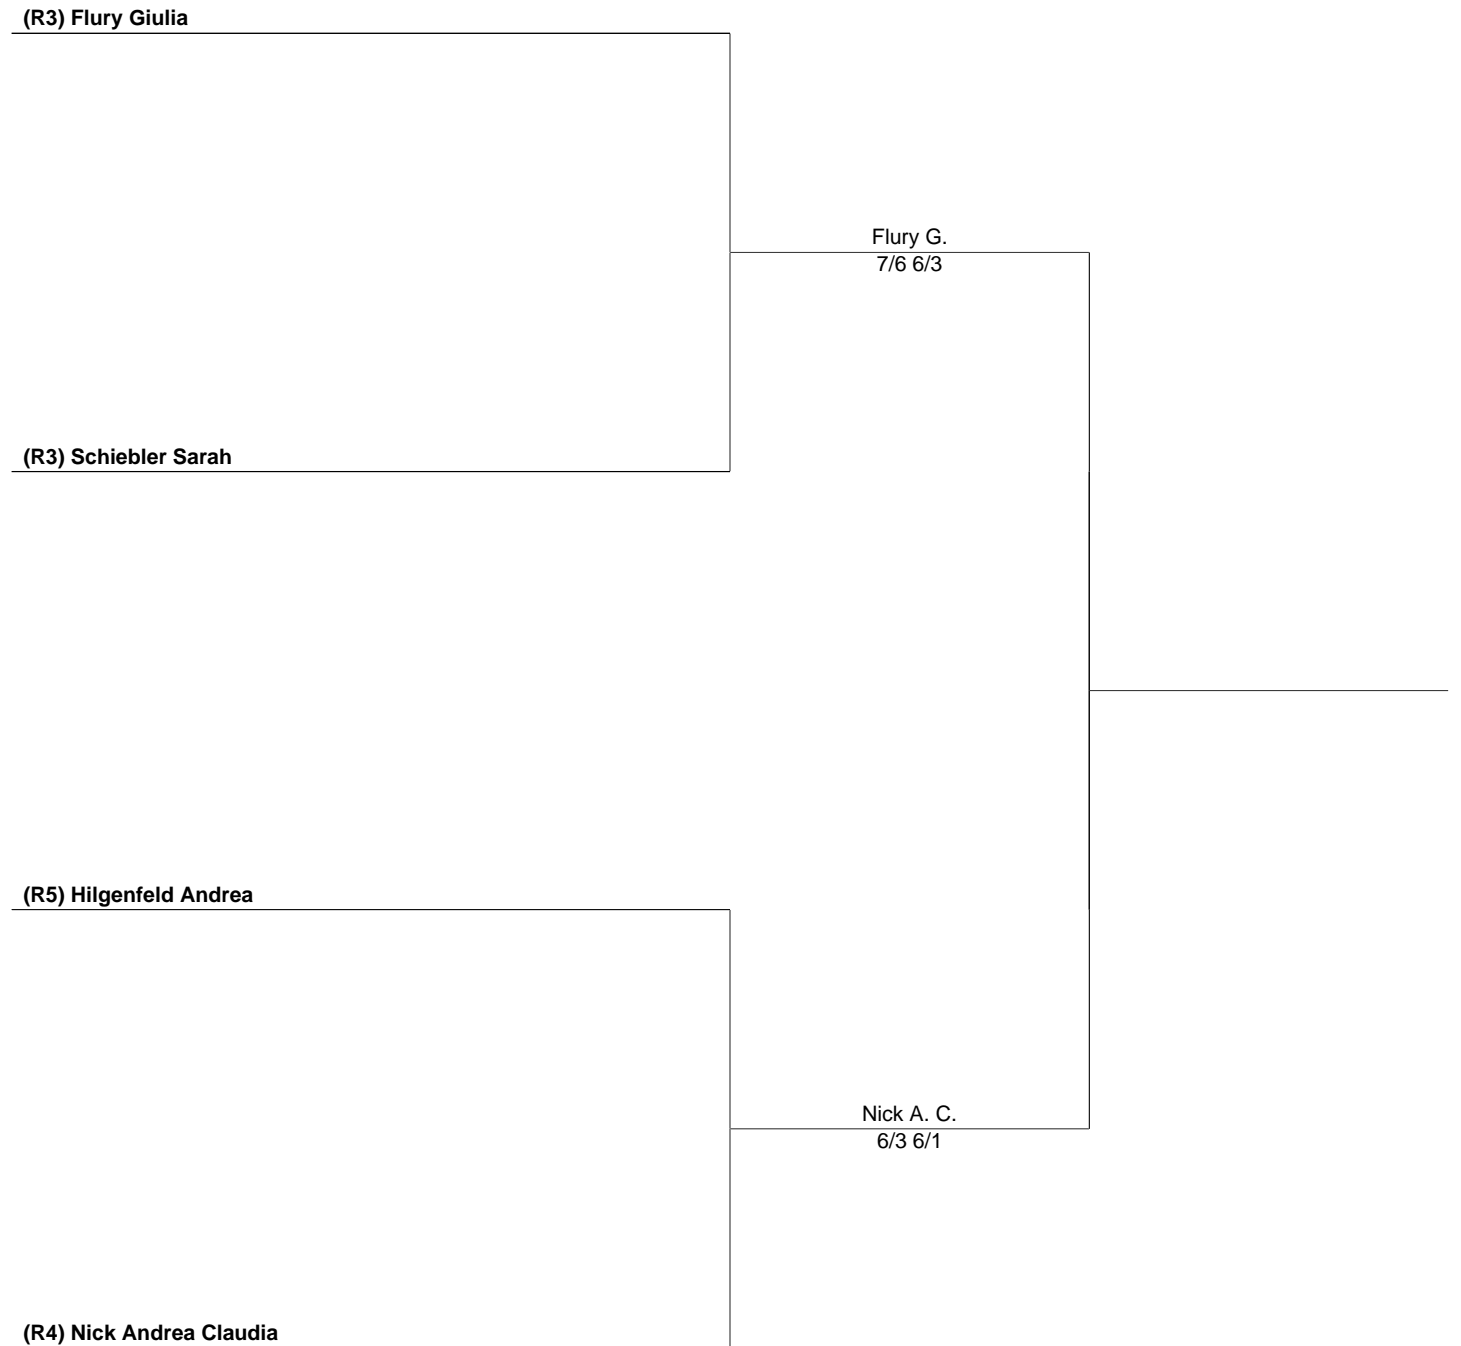 (R3) Flury Giulia
Flury G.
7/6 6/3
(R3) Schiebler Sarah
(R5) Hilgenfeld Andrea
Nick A. C.
6/3 6/1
(R4) Nick Andrea Claudia